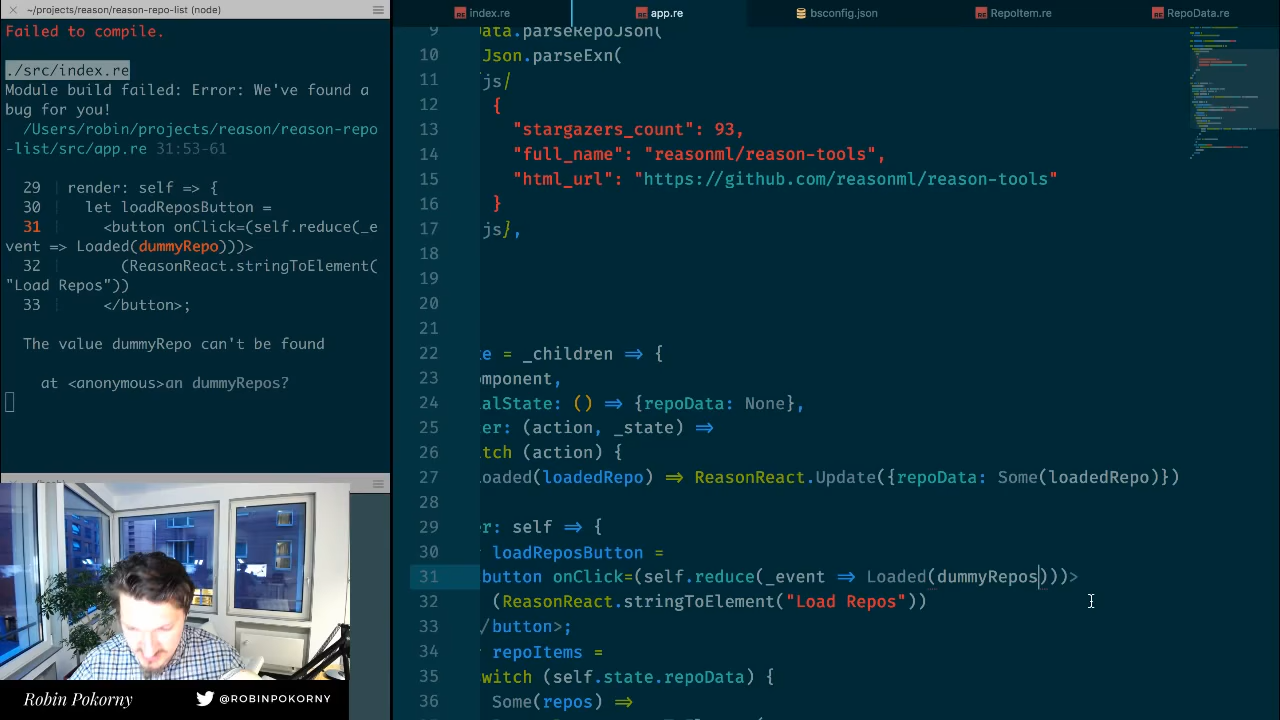 ~/projects/reason/reason-repo-list (node)
Failed to compile.
./src/index.re
Module build failed: Error: We've found a
bug for you!
/Users/robin/projects/reason/reason-repo
-list/src/app.re 31:53-61
29 render: self => {
30 let loadReposButton =
31 <button onClick=(self.reduce(_e
vent => Loaded(dummyRepo)))>
32 (ReasonReact.stringToElement(
"Load Repos"))
33 </button>;
The value dummyRepo can't be found
at <anonymous>an dummyRepos?
Robin Pokorny
@ROBINPOKORNY
index.re
app.re
bsconfig.json
RepoItem.re
RepoData.re
9 ata.parseRepoJson(
10 Json.parseExn(
11 js|
12 {
13 "stargazers_count": 93,
14 "full_name": "reasonml/reason-tools",
15 "html_url": "https://github.com/reasonml/reason-tools"
16 }
17 js},
18
19
20
21
22 e = _children => {
23 omponent,
24 alState: () => {repoData: None},
25 er: (action, _state) =>
26 tch (action) {
27 oaded(loadedRepo) => ReasonReact.Update({repoData: Some(loadedRepo)})
28
29 r: self => {
30 loadReposButton =
31 button onClick=(self.reduce(_event => Loaded(dummyRepos)))>
32 (ReasonReact.stringToElement("Load Repos"))
33 /button>;
34 repoItems =
35 switch (self.state.repoData) {
36 Some(repos) =>